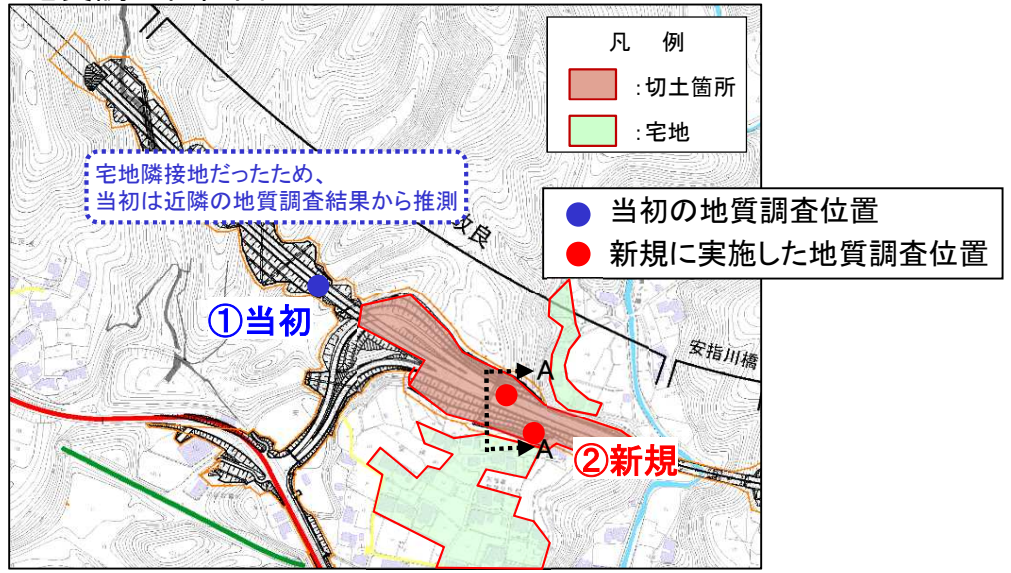 凡 例
:切土箇所
:宅地
宅地隣接地だったため、
当初は近隣の地質調査結果から推測
当初の地質調査位置
新規に実施した地質調査位置
改良
①当初
安指川橋
A
A
②新規